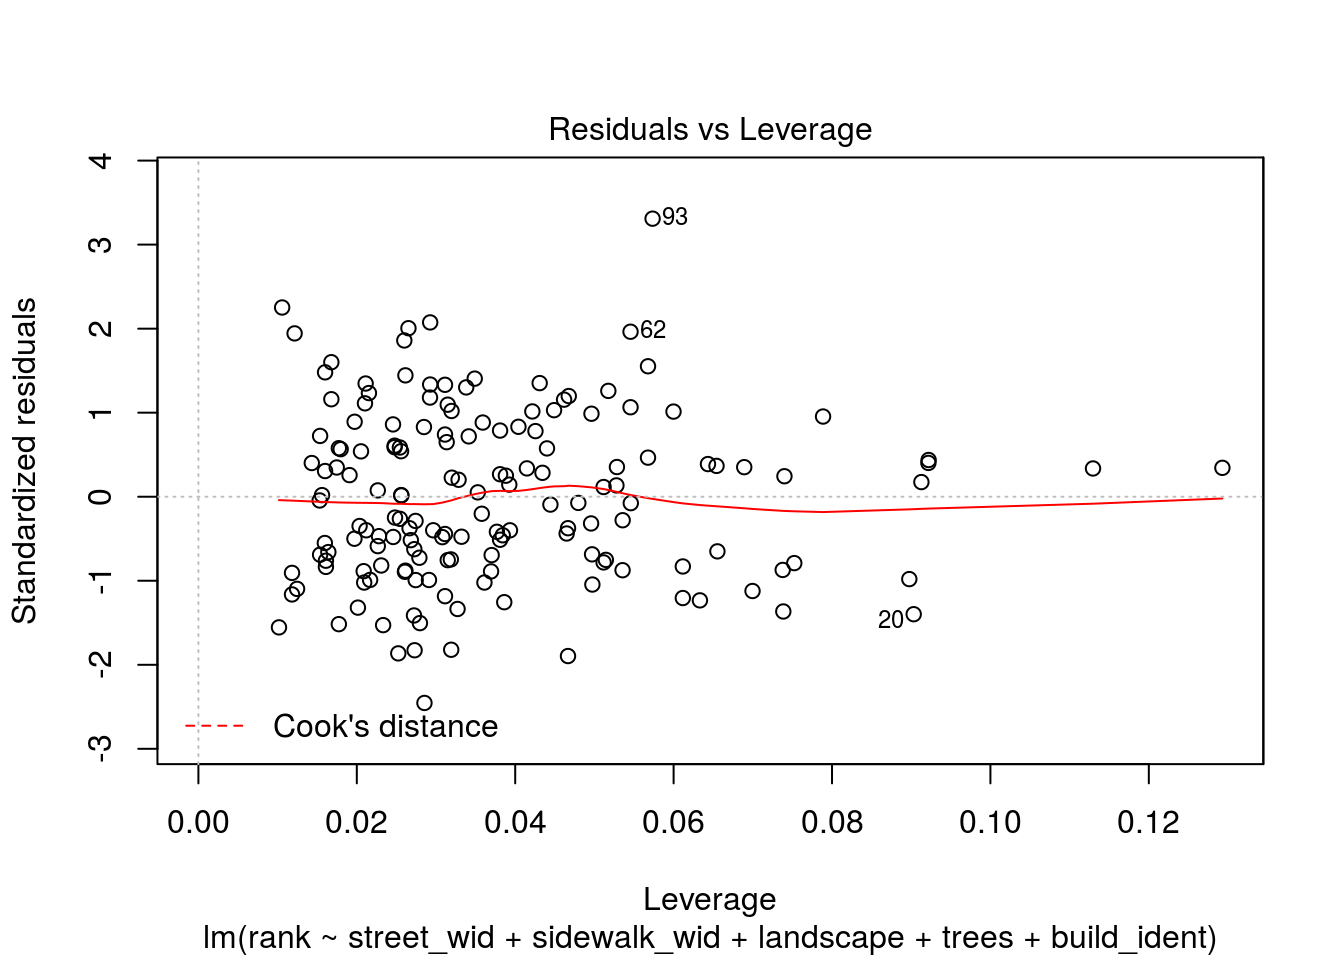 Residuals vs Leverage
Standardized residuals
4
3
2
1
0
-1
-2
-3
93
62
20
Cook's distance
0.00 0.02 0.04 0.06 0.08 0.10 0.12
Leverage
lm(rank ~ street_wid + sidewalk_wid + landscape + trees + build_ident)